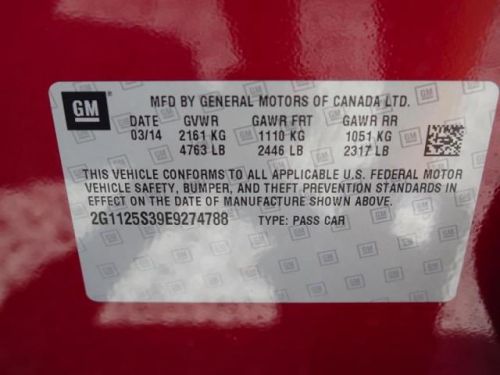 GM MFD BY GENERAL MOTORS OF CANADA LTD.
DATE GVWR GAWR FRT GAWR RR
03/14 2161 KG 1110 KG 1051 KG
4763 LB 2446 LB 2317 LB
THIS VEHICLE CONFORMS TO ALL APPLICABLE U.S. FEDERAL MOTOR
VEHICLE SAFETY, BUMPER, AND THEFT PREVENTION STANDARDS IN
EFFECT ON THE DATE OF MANUFACTURE SHOWN ABOVE.
2G1125S39E9274788 TYPE: PASS CAR